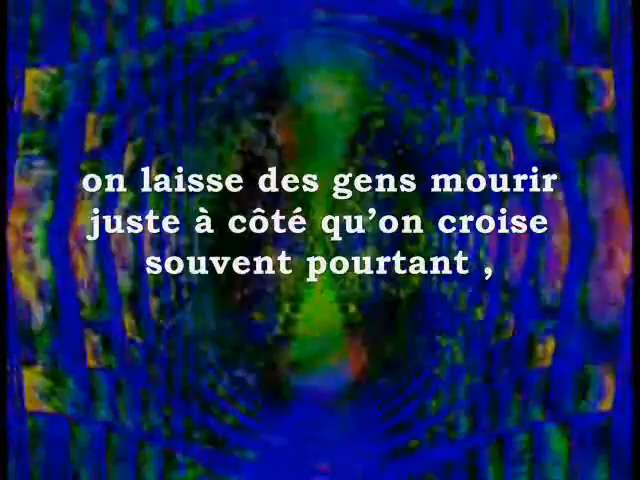 on laisse des gens mourir
juste à côté qu’on croise
souvent pourtant ,